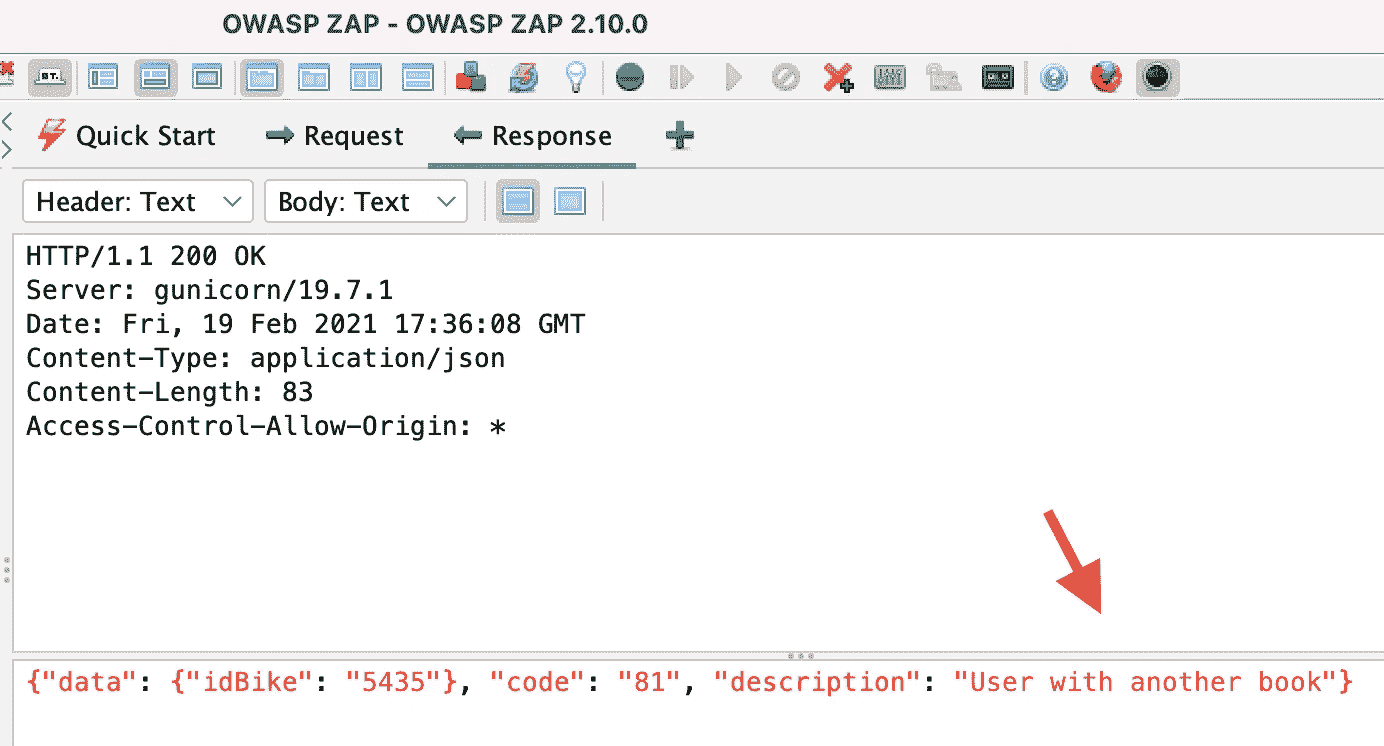 OWASP ZAP - OWASP ZAP 2.10.0
Quick Start Request Response
Header: Text Body: Text
HTTP/1.1 200 OK
Server: gunicorn/19.7.1
Date: Fri, 19 Feb 2021 17:36:08 GMT
Content-Type: application/json
Content-Length: 83
Access-Control-Allow-Origin: *
{"data": {"idBike": "5435"}, "code": "81", "description": "User with another book"}